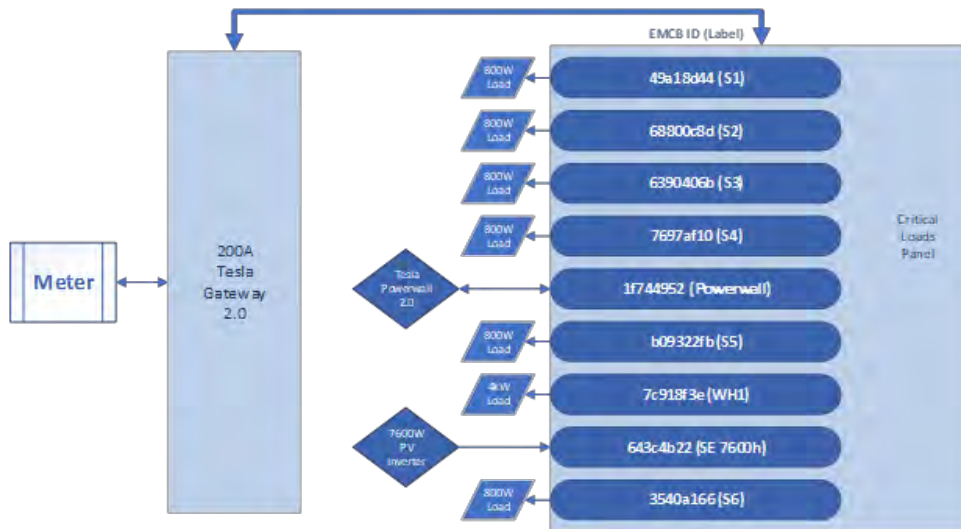 EMCB ID (Label)
800W
Load
49a18d44 (S1)
800W
Load
68800c8d (S2)
800W
Load
6390406b (S3)
800W
Load
7697af10 (S4)
Critical
Loads
Panel
200A
Tesla
Gateway
2.0
Meter
Tesla
Powerwall
2.0
1f744952 (Powerwall)
800W
Load
b09322fb (S5)
4kW
Load
7c918f3e (WH1)
7600W
PV
Inverter
643c4b22 (SE 7600h)
800W
Load
3540a166 (S6)